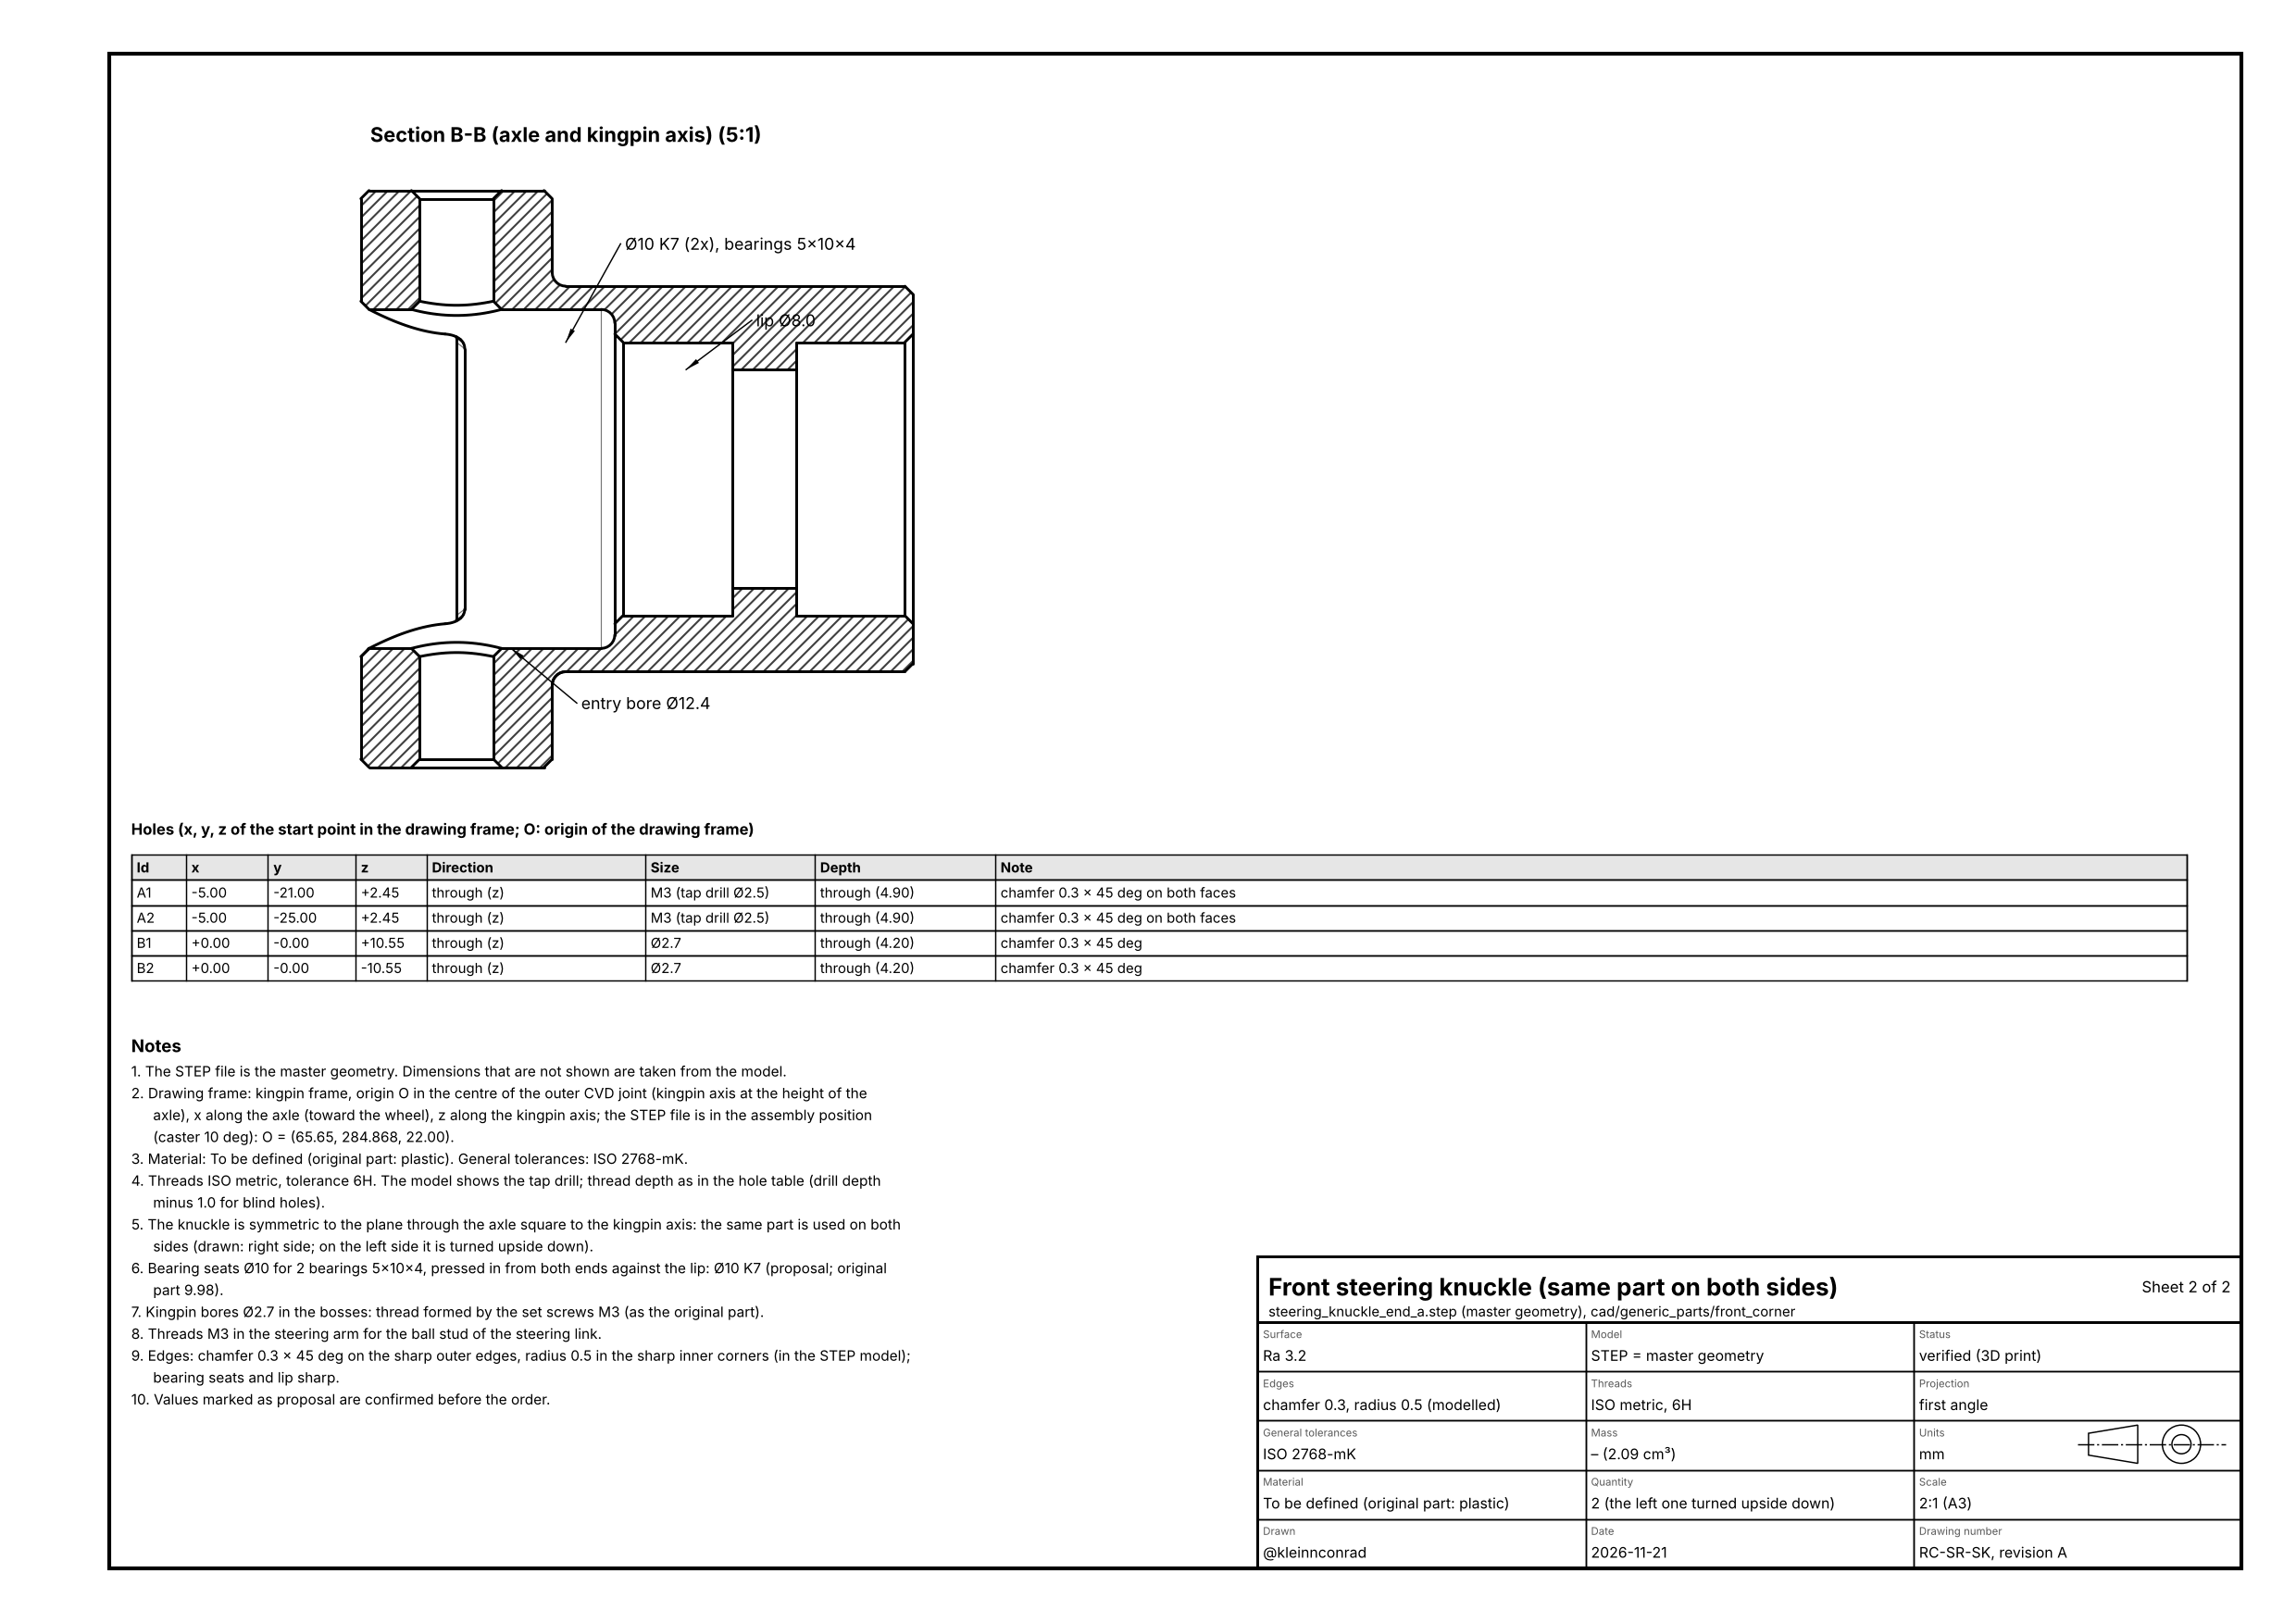 Section B-B (axle and kingpin axis) (5:1)
Ø10 K7 (2x), bearings 5×10×4
lip Ø8.0
entry bore Ø12.4
Holes (x, y, z of the start point in the drawing frame; O: origin of the drawing frame)
Id x y z Direction Size Depth Note
A1 -5.00 -21.00 +2.45 through (z) M3 (tap drill Ø2.5) through (4.90) chamfer 0.3 × 45 deg on both faces
A2 -5.00 -25.00 +2.45 through (z) M3 (tap drill Ø2.5) through (4.90) chamfer 0.3 × 45 deg on both faces
B1 +0.00 -0.00 +10.55 through (z) Ø2.7 through (4.20) chamfer 0.3 × 45 deg
B2 +0.00 -0.00 -10.55 through (z) Ø2.7 through (4.20) chamfer 0.3 × 45 deg
Notes
1. The STEP file is the master geometry. Dimensions that are not shown are taken from the model.
2. Drawing frame: kingpin frame, origin O in the centre of the outer CVD joint (kingpin axis at the height of the
axle), x along the axle (toward the wheel), z along the kingpin axis; the STEP file is in the assembly position
(caster 10 deg): O = (65.65, 284.868, 22.00).
3. Material: To be defined (original part: plastic). General tolerances: ISO 2768-mK.
4. Threads ISO metric, tolerance 6H. The model shows the tap drill; thread depth as in the hole table (drill depth
minus 1.0 for blind holes).
5. The knuckle is symmetric to the plane through the axle square to the kingpin axis: the same part is used on both
sides (drawn: right side; on the left side it is turned upside down).
6. Bearing seats Ø10 for 2 bearings 5×10×4, pressed in from both ends against the lip: Ø10 K7 (proposal; original
part 9.98).
7. Kingpin bores Ø2.7 in the bosses: thread formed by the set screws M3 (as the original part).
8. Threads M3 in the steering arm for the ball stud of the steering link.
9. Edges: chamfer 0.3 × 45 deg on the sharp outer edges, radius 0.5 in the sharp inner corners (in the STEP model);
bearing seats and lip sharp.
10. Values marked as proposal are confirmed before the order.
Front steering knuckle (same part on both sides)
Sheet 2 of 2
steering_knuckle_end_a.step (master geometry), cad/generic_parts/front_corner
Surface Model Status
Ra 3.2 STEP = master geometry verified (3D print)
Edges Threads Projection
chamfer 0.3, radius 0.5 (modelled) ISO metric, 6H first angle
General tolerances Mass Units
ISO 2768-mK – (2.09 cm³) mm
Material Quantity Scale
To be defined (original part: plastic) 2 (the left one turned upside down) 2:1 (A3)
Drawn Date Drawing number
@kleinnconrad 2026-11-21 RC-SR-SK, revision A